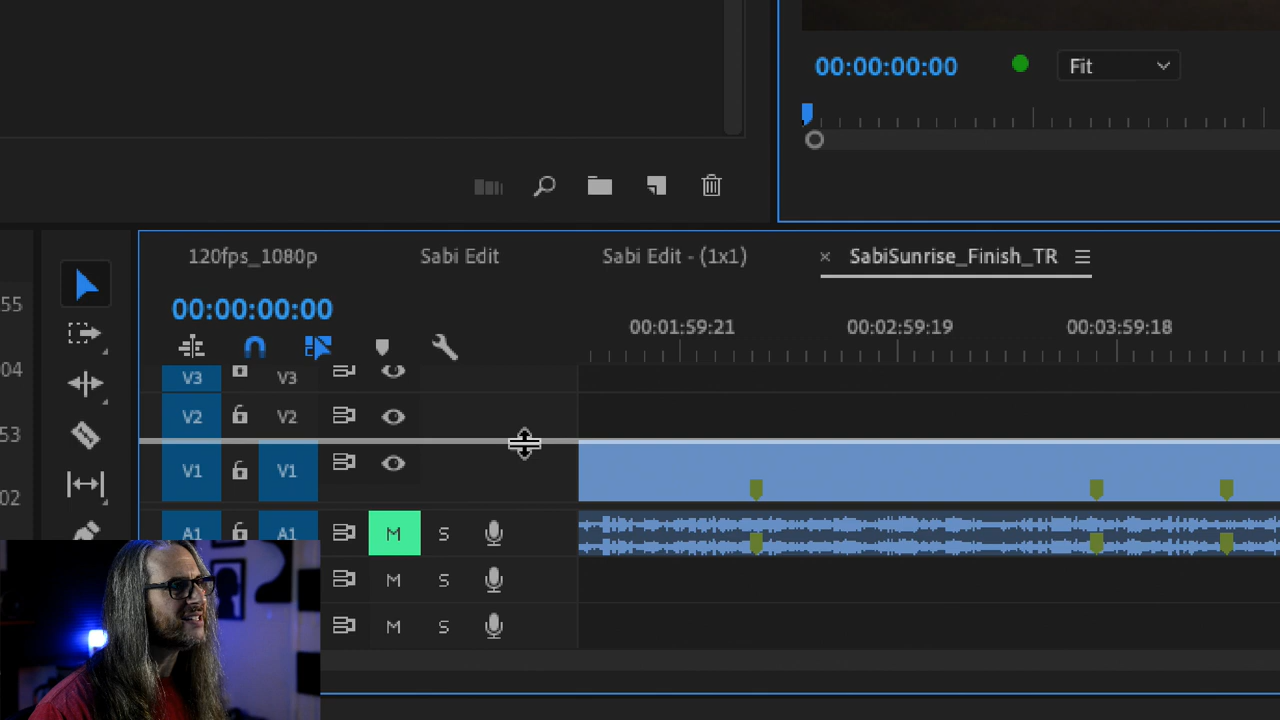 00:00:00:00
Fit
120fps_1080p
Sabi Edit
Sabi Edit - (1x1)
× SabiSunrise_Finish_TR
00:00:00:00
55
00:01:59:21
00:02:59:19
00:03:59:18
04
V3 V3
V2 V2
53
V1 V1
02
A1 A1 M S
M S
M S